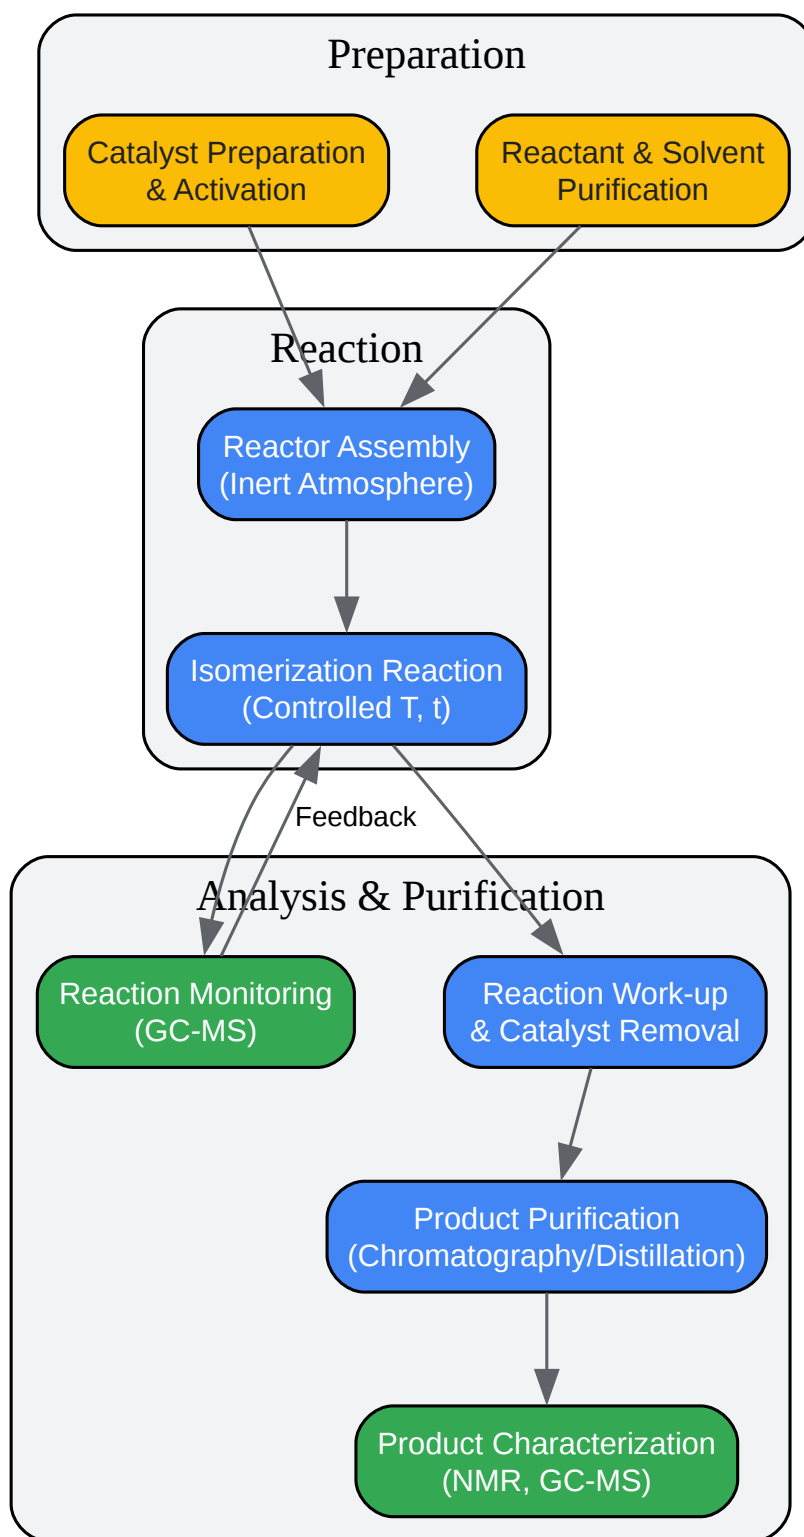 Preparation
Catalyst Preparation
& Activation
Reactant & Solvent
Purification
Reaction
Reactor Assembly
(Inert Atmosphere)
Isomerization Reaction
(Controlled T, t)
Feedback
Analysis & Purification
Reaction Monitoring
(GC-MS)
Reaction Work-up
& Catalyst Removal
Product Purification
(Chromatography/Distillation)
Product Characterization
(NMR, GC-MS)